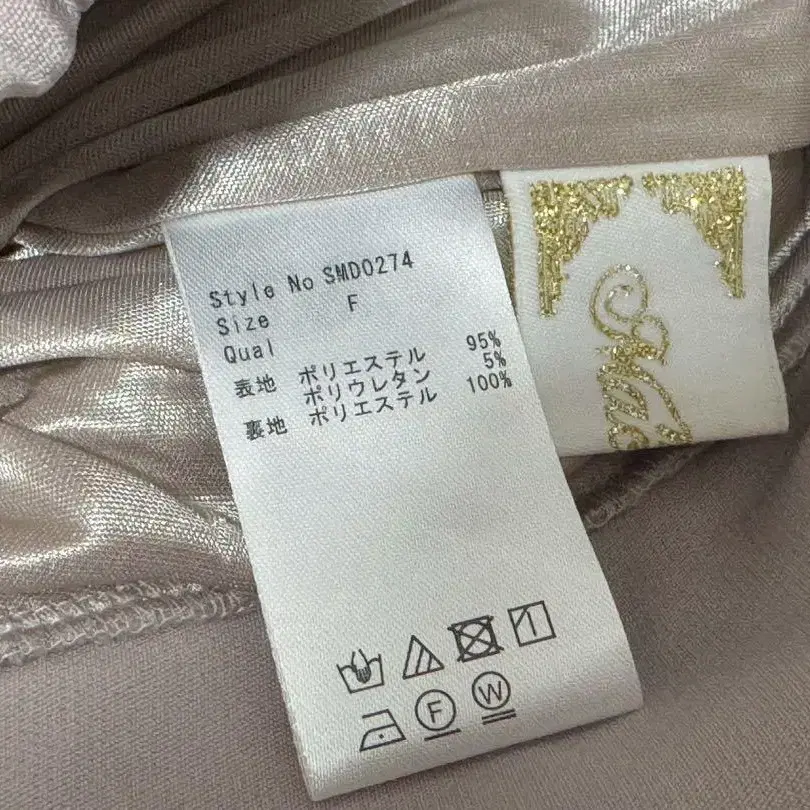 Style No SMD0274
Size F
Qual
表地 ポリエステル 95%
ポリウレタン 5%
裏地 ポリエステル 100%
F
W